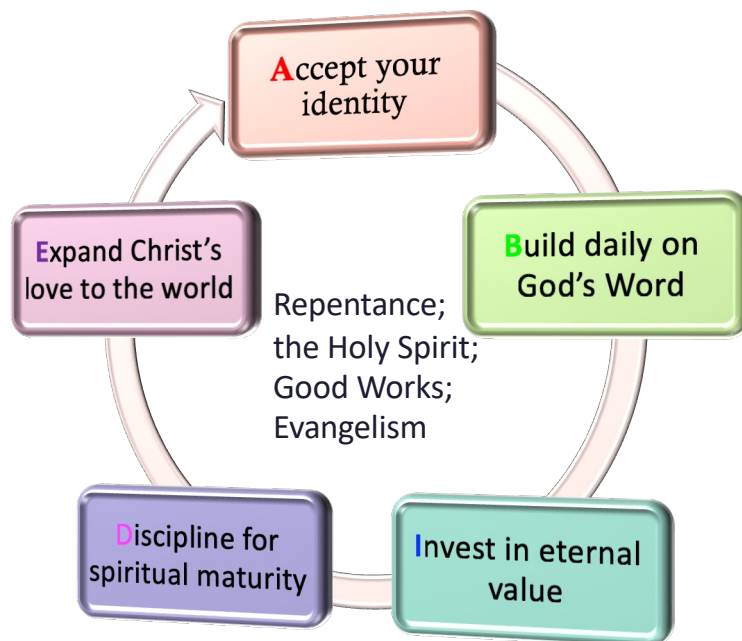 Accept your
identity
Build daily on
God's Word
Invest in eternal
value
Discipline for
spiritual maturity
Expand Christ's
love to the world
Repentance;
the Holy Spirit;
Good Works;
Evangelism